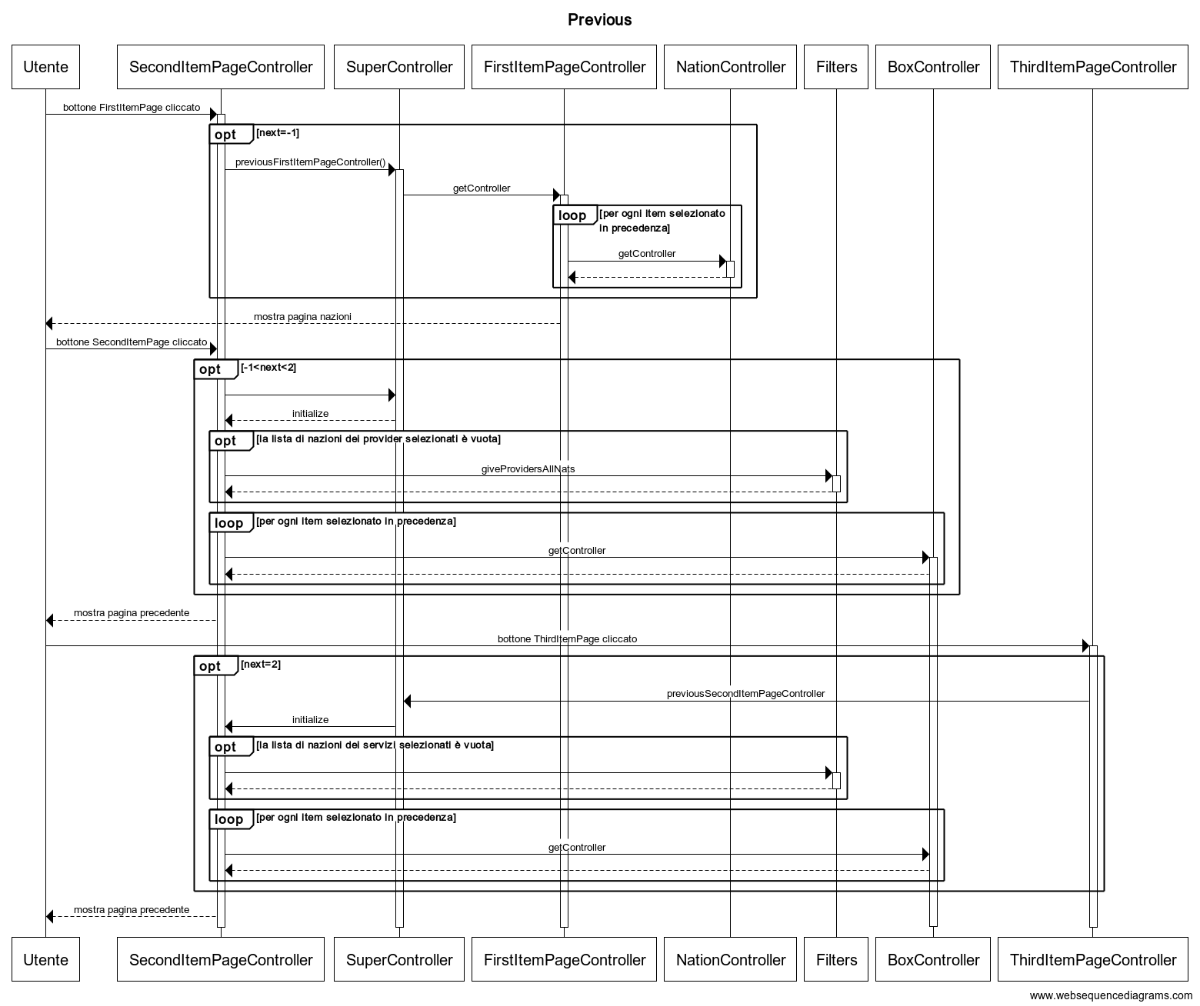 Previous
Utente
SecondItemPageController
SuperController
FirstItemPageController
NationController
Filters
BoxController
ThirdItemPageController
bottone FirstItemPage cliccato
opt
[next=-1]
previousFirstItemPageController()
getController
loop
[per ogni item selezionato
in precedenza]
getController
mostra pagina nazioni
bottone SecondItemPage cliccato
opt
[-1<next<2]
initialize
opt
[la lista di nazioni dei provider selezionati è vuota]
giveProvidersAllNats
loop
[per ogni item selezionato in precedenza]
getController
mostra pagina precedente
bottone ThirdItemPage cliccato
opt
[next=2]
previousSecondItemPageController
initialize
opt
[la lista di nazioni dei servizi selezionati è vuota]
loop
[per ogni item selezionato in precedenza]
getController
mostra pagina precedente
Utente
SecondItemPageController
SuperController
FirstItemPageController
NationController
Filters
BoxController
ThirdItemPageController
www.websequencediagrams.com